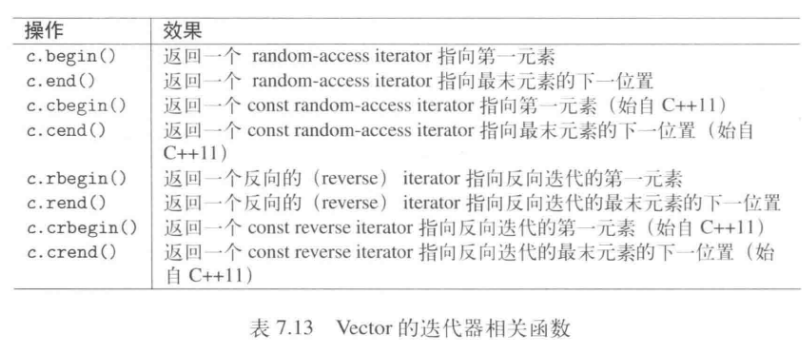 操作 效果
c.begin() 返回一个 random-access iterator 指向第一元素
c.end() 返回一个 random-access iterator 指向最末元素的下一位置
c.cbegin() 返回一个 const random-access iterator 指向第一元素（始自 C++11）
c.cend() 返回一个 const random-access iterator 指向最末元素的下一位置（始自
C++11）
c.rbegin() 返回一个反向的（reverse） iterator 指向反向迭代的第一元素
c.rend() 返回一个反向的（reverse） iterator 指向反向迭代的最末元素的下一位置
c.crbegin() 返回一个 const reverse iterator 指向反向迭代的第一元素（始自 C++11）
c.crend() 返回一个 const reverse iterator 指向反向迭代的最末元素的下一位置（始
自 C++11）
表 7.13 Vector 的迭代器相关函数